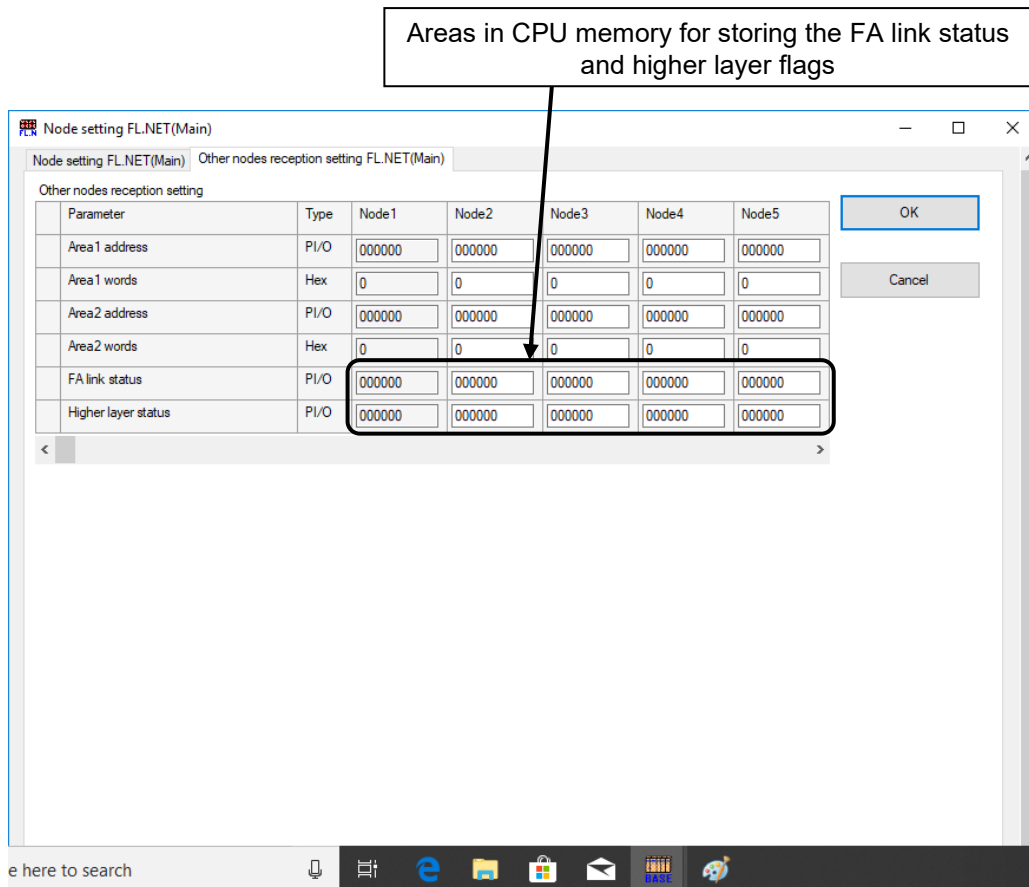 Areas in CPU memory for storing the FA link status
and higher layer flags
FL.N Node setting FL.NET(Main)
Node setting FL.NET(Main) Other nodes reception setting FL.NET(Main)
Other nodes reception setting
Parameter Type Node1 Node2 Node3 Node4 Node5 OK
Area1 address PI/O 000000 000000 000000 000000 000000
Area1 words Hex 0 0 0 0 0 Cancel
Area2 address PI/O 000000 000000 000000 000000 000000
Area2 words Hex 0 0 0 0 0
FA link status PI/O 000000 000000 000000 000000 000000
Higher layer status PI/O 000000 000000 000000 000000 000000
e here to search BASE